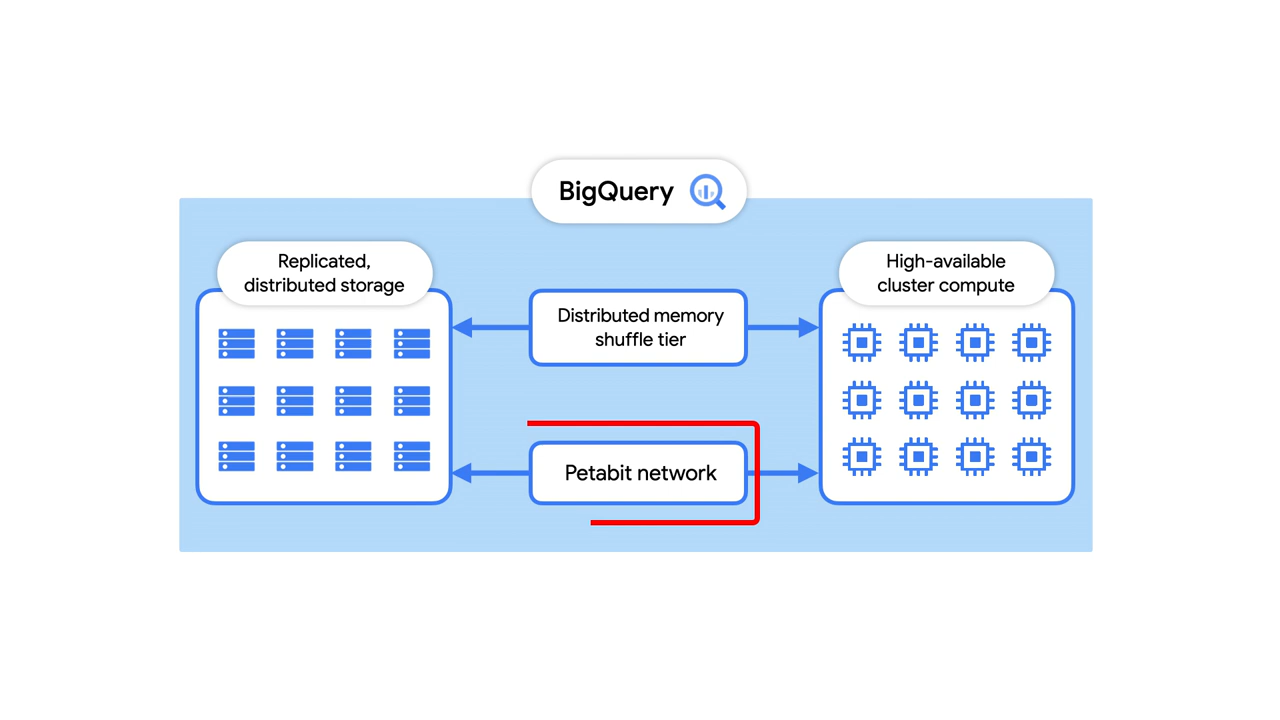 BigQuery
Replicated,
distributed storage
Distributed memory
shuffle tier
Petabit network
High-available
cluster compute